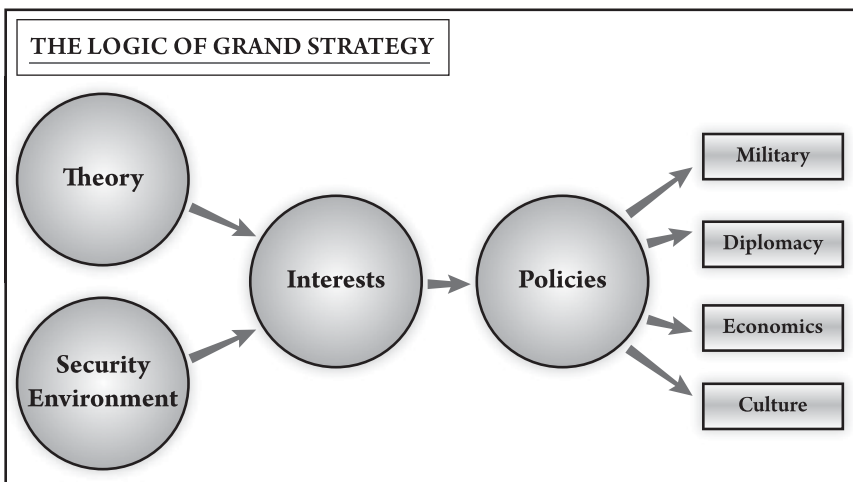 THE LOGIC OF GRAND STRATEGY
Theory
Security
Environment
Interests
Policies
Military
Diplomacy
Economics
Culture